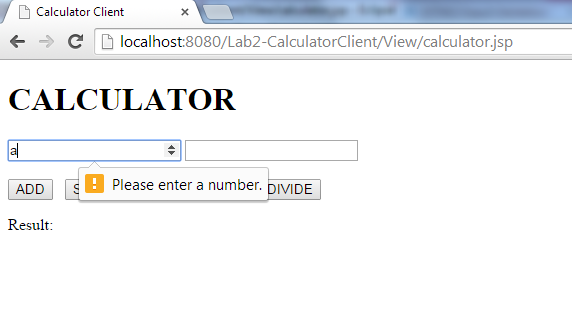 Calculator Client
localhost:8080/Lab2-CalculatorClient/View/calculator.jsp
CALCULATOR
a
Please enter a number.
ADD S DIVIDE
Result: